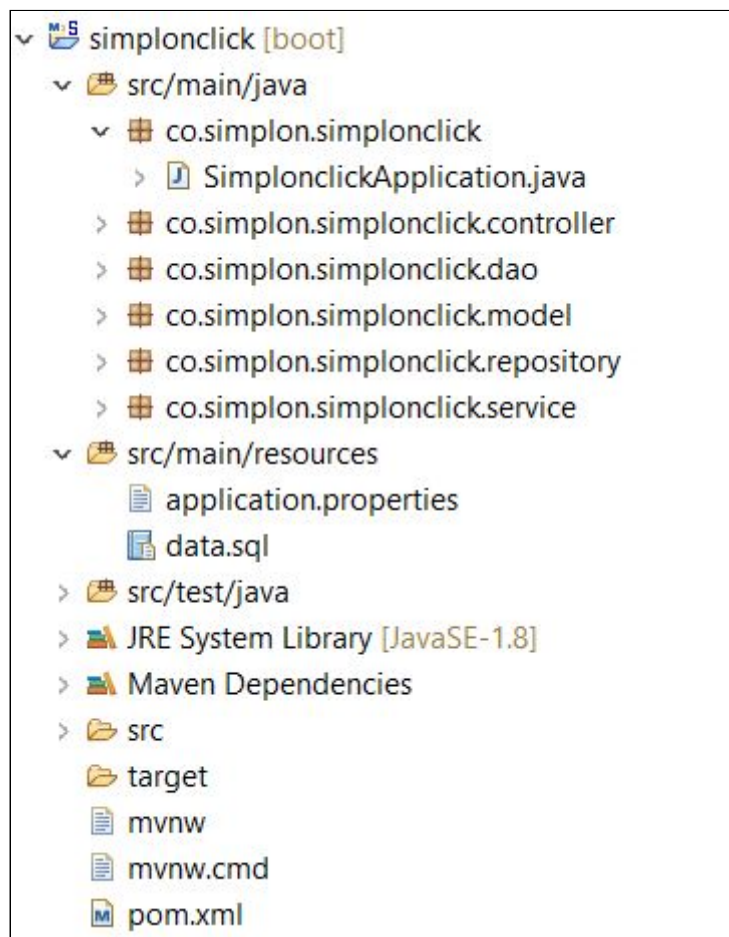 simplonclick [boot]
src/main/java
co.simplon.simplonclick
SimplonclickApplication.java
co.simplon.simplonclick.controller
co.simplon.simplonclick.dao
co.simplon.simplonclick.model
co.simplon.simplonclick.repository
co.simplon.simplonclick.service
src/main/resources
application.properties
data.sql
src/test/java
JRE System Library [JavaSE-1.8]
Maven Dependencies
src
target
mvnw
mvnw.cmd
pom.xml